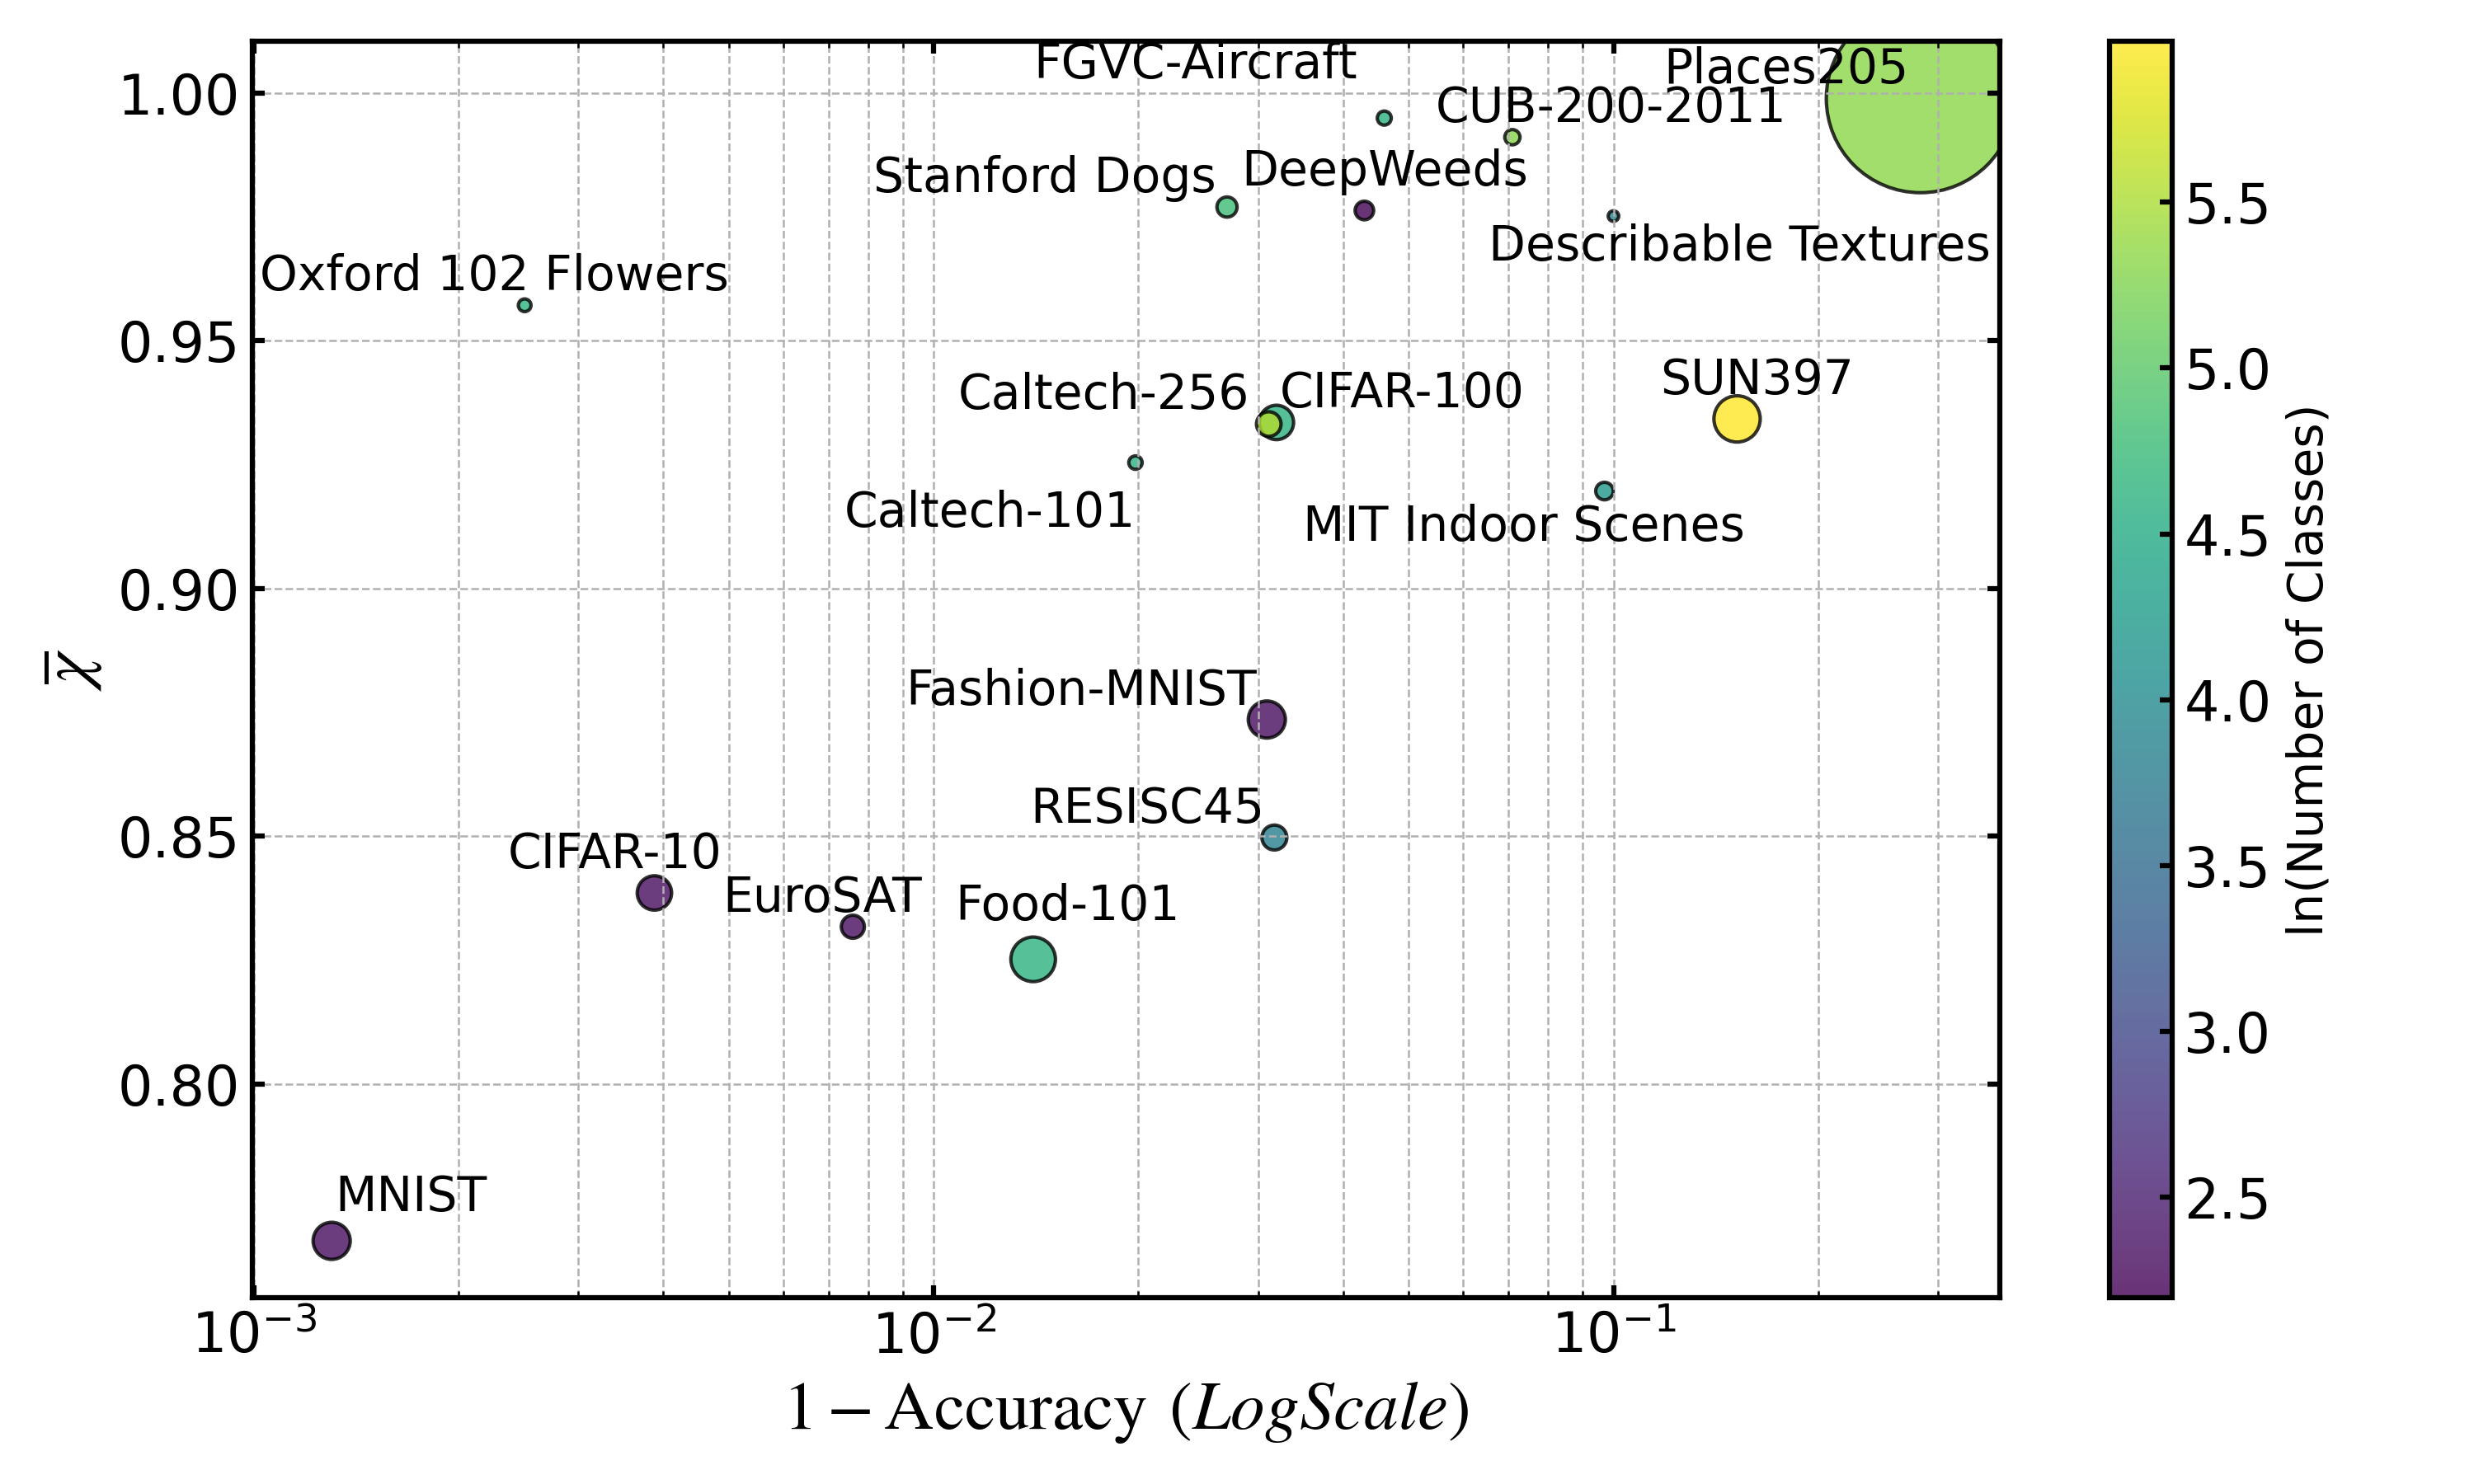 FGVC-Aircraft
Places205
CUB-200-2011
Stanford Dogs
DeepWeeds
Describable Textures
Oxford 102 Flowers
SUN397
Caltech-256
CIFAR-100
Caltech-101
MIT Indoor Scenes
Fashion-MNIST
RESISC45
CIFAR-10
EuroSAT
Food-101
MNIST
1.00
0.95
0.90
0.85
0.80
χ̅
10⁻³
10⁻²
10⁻¹
1 − Accuracy (LogScale)
5.5
5.0
4.5
4.0
3.5
3.0
2.5
ln(Number of Classes)